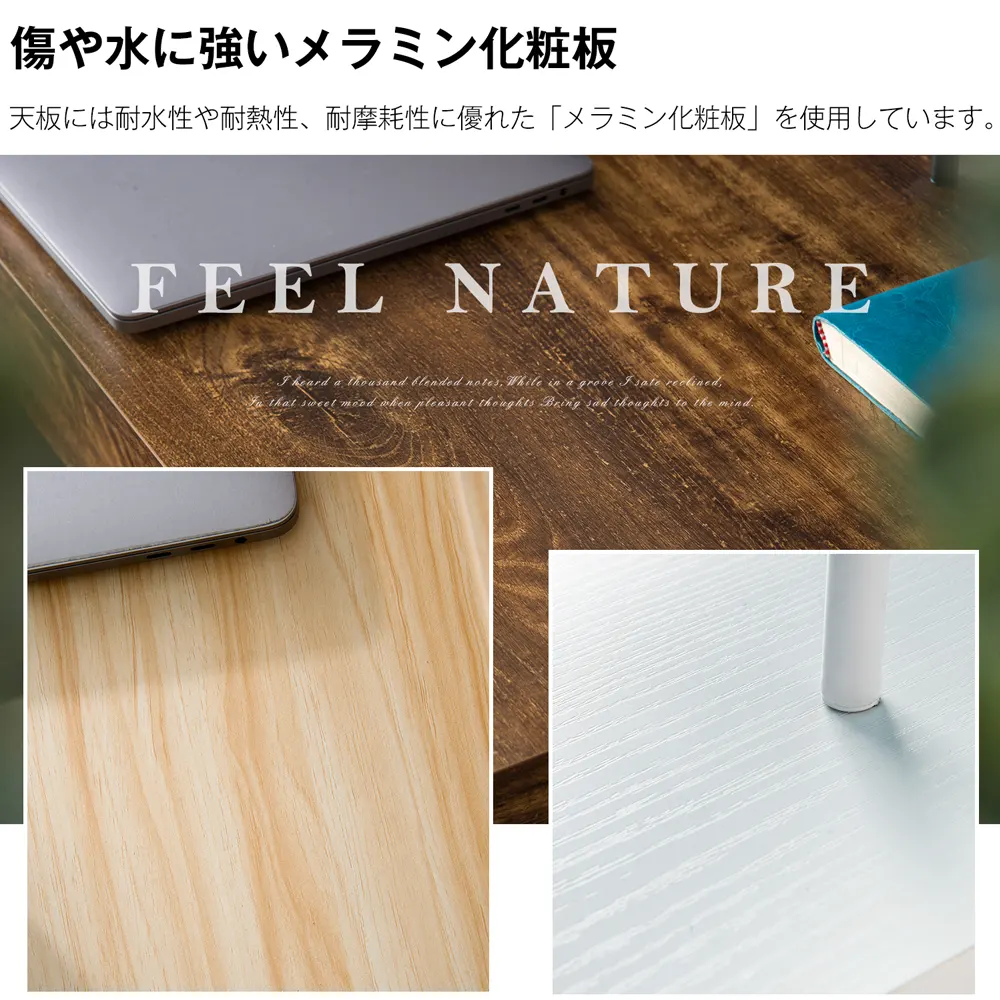 傷や水に強いメラミン化粧板
天板には耐水性や耐熱性、耐摩耗性に優れた「メラミン化粧板」を使用しています。
FEEL NATURE
I heard a thousand blended notes,While in a grove I sate reclined,
In that sweet mood when pleasant thoughts Being sad thoughts to the mind.